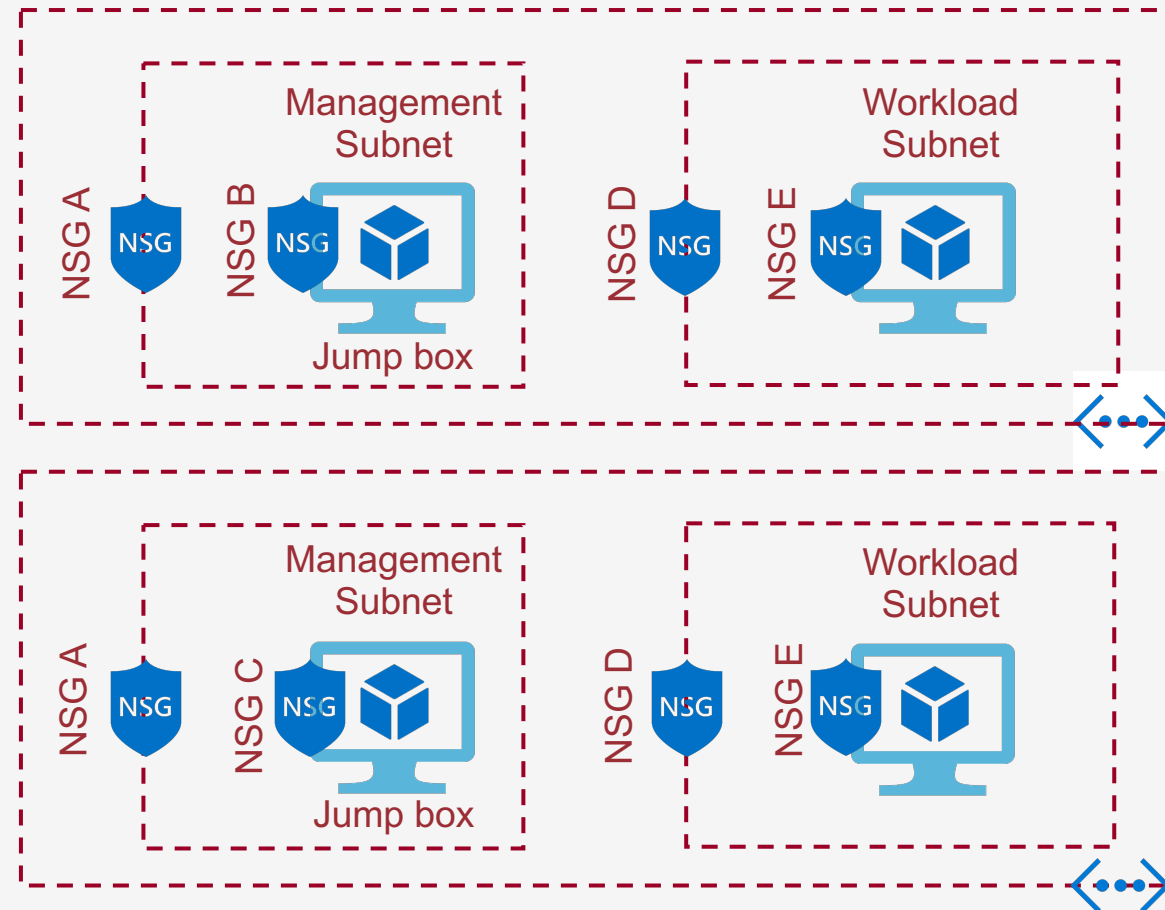 Management
Subnet
Workload
Subnet
NSG A
NSG
NSG B
NSG
NSG D
NSG
NSG E
NSG
Jump box
Management
Subnet
Workload
Subnet
NSG A
NSG
NSG C
NSG
NSG D
NSG
NSG E
NSG
Jump box